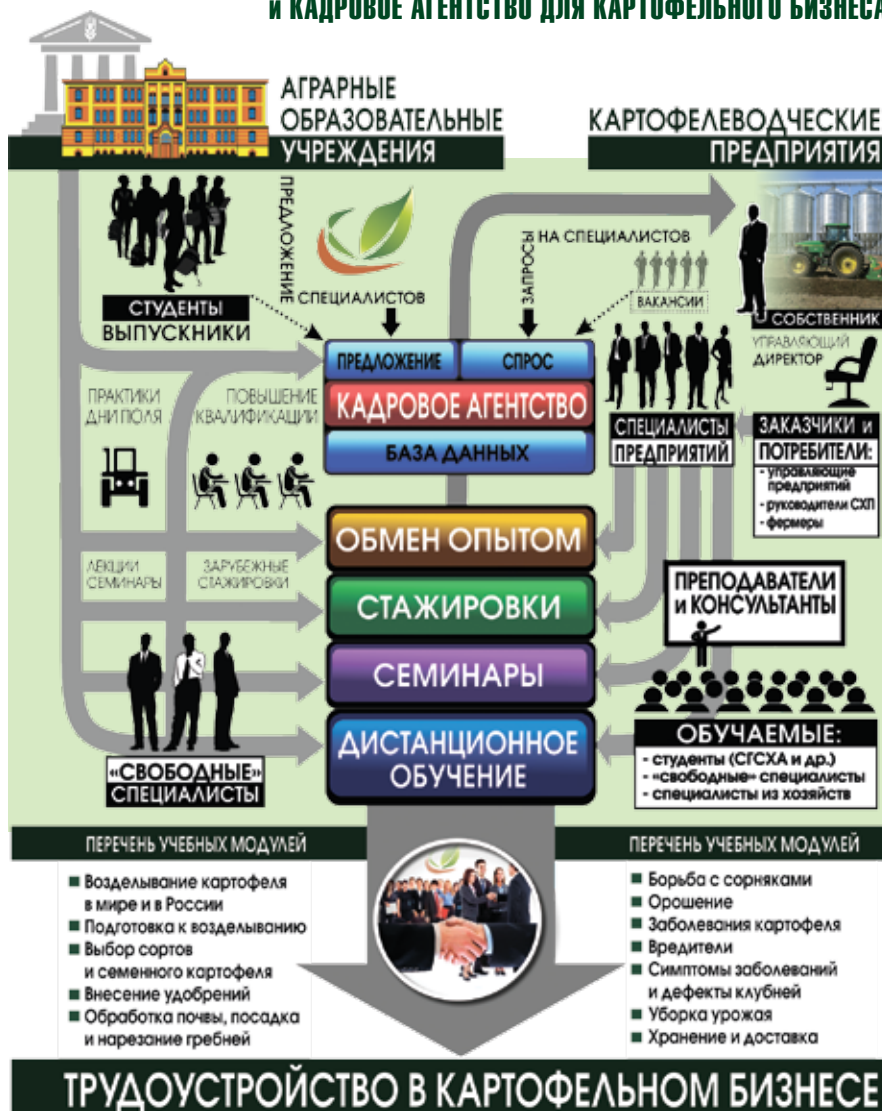 и КАДРОВОЕ АГЕНТСТВО ДЛЯ КАРТОФЕЛЬНОГО БИЗНЕСА
АГРАРНЫЕ
ОБРАЗОВАТЕЛЬНЫЕ
УЧРЕЖДЕНИЯ
КАРТОФЕЛЕВОДЧЕСКИЕ
ПРЕДПРИЯТИЯ
ПРЕДЛОЖЕНИЕ
СПЕЦИАЛИСТОВ
ЗАПРОСЫ
НА СПЕЦИАЛИСТОВ
ВАКАНСИИ
СТУДЕНТЫ
ВЫПУСКНИКИ
СОБСТВЕННИК
УПРАВЛЯЮЩИЙ
ДИРЕКТОР
ПРЕДЛОЖЕНИЕ
СПРОС
КАДРОВОЕ АГЕНТСТВО
БАЗА ДАННЫХ
ПРАКТИКИ
ДНИ ПОЛЯ
ПОВЫШЕНИЕ
КВАЛИФИКАЦИИ
СПЕЦИАЛИСТЫ
ПРЕДПРИЯТИЙ
ЗАКАЗЧИКИ и
ПОТРЕБИТЕЛИ:
- управляющие
предприятий
- руководители СХП
- фермеры
ОБМЕН ОПЫТОМ
ЛЕКЦИИ
СЕМИНАРЫ
ЗАРУБЕЖНЫЕ
СТАЖИРОВКИ
СТАЖИРОВКИ
ПРЕПОДАВАТЕЛИ
и КОНСУЛЬТАНТЫ
СЕМИНАРЫ
ДИСТАНЦИОННОЕ
ОБУЧЕНИЕ
«СВОБОДНЫЕ»
СПЕЦИАЛИСТЫ
ОБУЧАЕМЫЕ:
- студенты (СГСХА и др.)
- «свободные» специалисты
- специалисты из хозяйств
ПЕРЕЧЕНЬ УЧЕБНЫХ МОДУЛЕЙ
■ Возделывание картофеля
в мире и в России
■ Подготовка к возделыванию
■ Выбор сортов
и семенного картофеля
■ Внесение удобрений
■ Обработка почвы, посадка
и нарезание гребней
ПЕРЕЧЕНЬ УЧЕБНЫХ МОДУЛЕЙ
■ Борьба с сорняками
■ Орошение
■ Заболевания картофеля
■ Вредители
■ Симптомы заболеваний
и дефекты клубней
■ Уборка урожая
■ Хранение и доставка
ТРУДОУСТРОЙСТВО В КАРТОФЕЛЬНОМ БИЗНЕСЕ